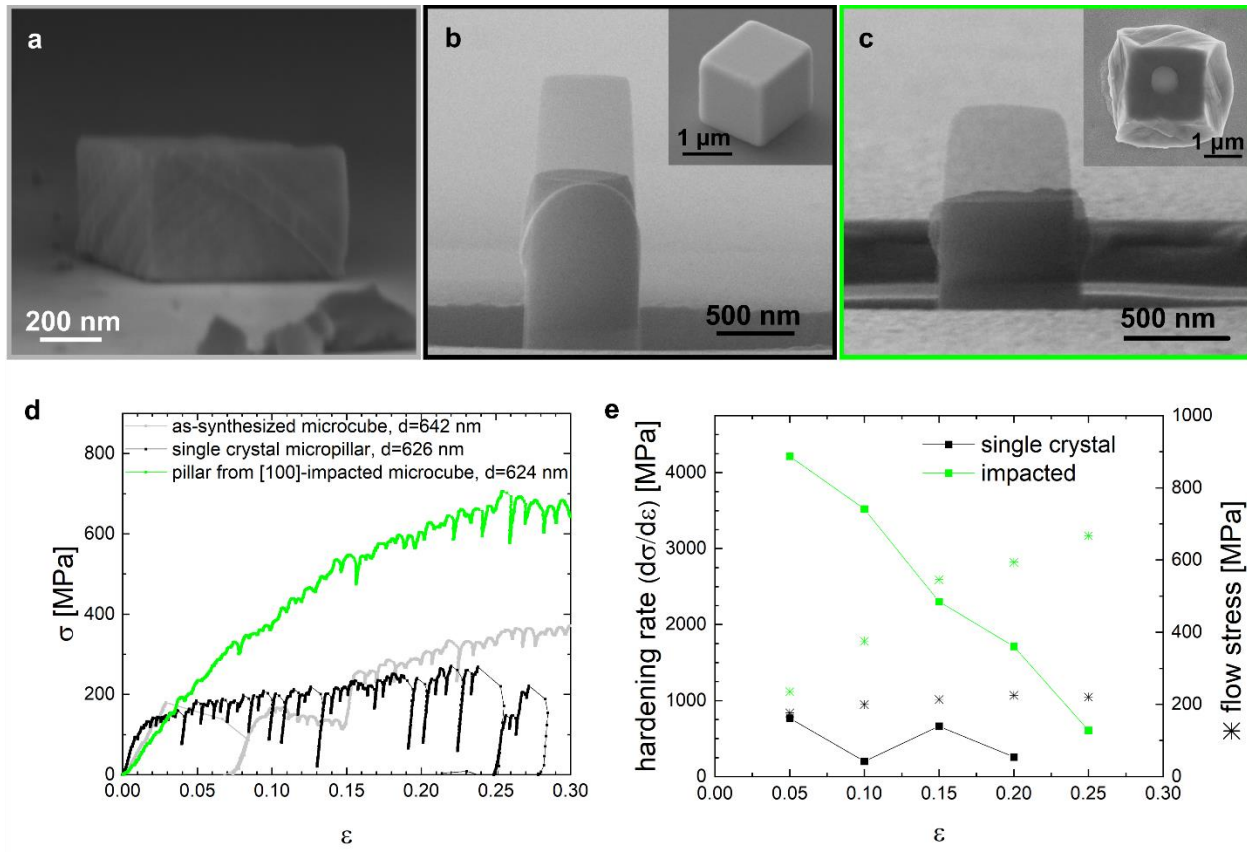 a
200 nm
b
1 µm
500 nm
c
1 µm
500 nm
d
as-synthesized microcube, d=642 nm
single crystal micropillar, d=626 nm
pillar from [100]-impacted microcube, d=624 nm
800
600
400
200
0
σ [MPa]
0.00 0.05 0.10 0.15 0.20 0.25 0.30
ε
e
single crystal
impacted
hardening rate (dσ/dε) [MPa]
4000
3500
3000
2500
2000
1500
1000
500
0
1000
800
600
400
200
0
✳ flow stress [MPa]
0.00 0.05 0.10 0.15 0.20 0.25 0.30
ε